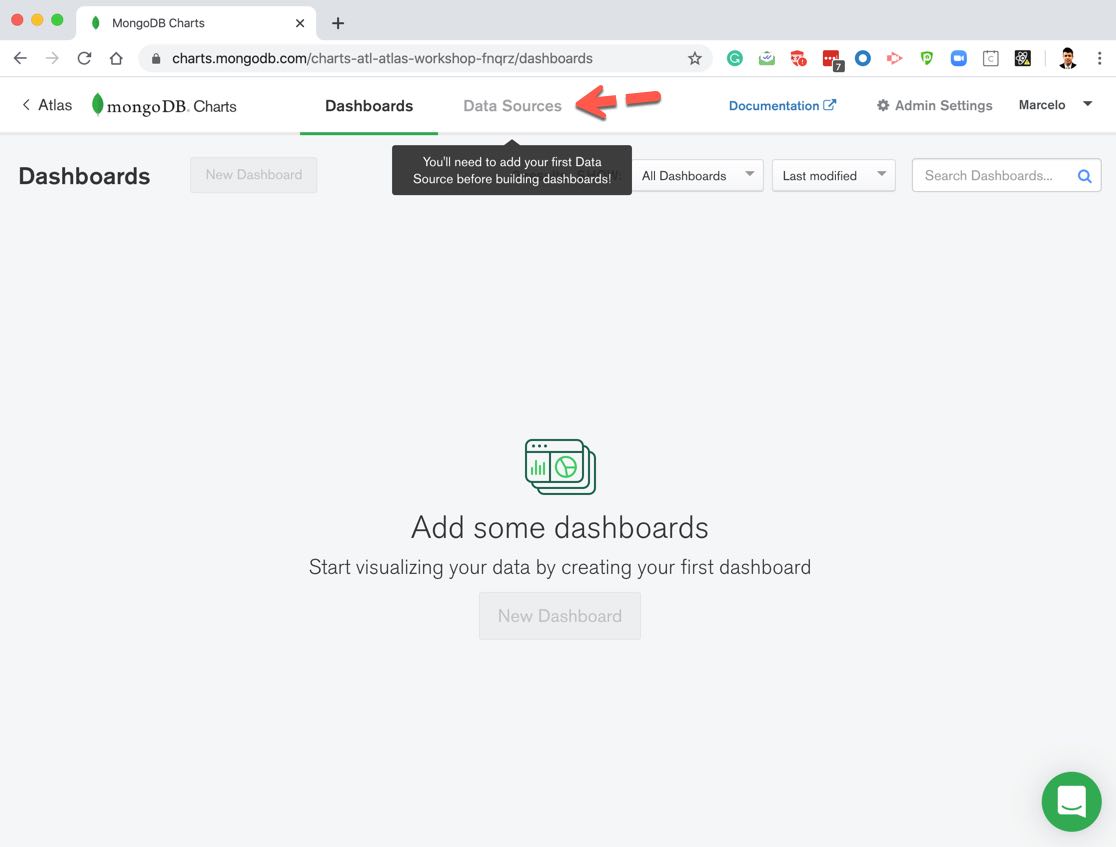 MongoDB Charts
charts.mongodb.com/charts-atl-atlas-workshop-fnqrz/dashboards
7
C
Atlas
mongoDB. Charts
Dashboards
Data Sources
Documentation
Admin Settings
Marcelo
You'll need to add your first Data
Source before building dashboards!
Dashboards
New Dashboard
All Dashboards
Last modified
Search Dashboards...
Add some dashboards
Start visualizing your data by creating your first dashboard
New Dashboard